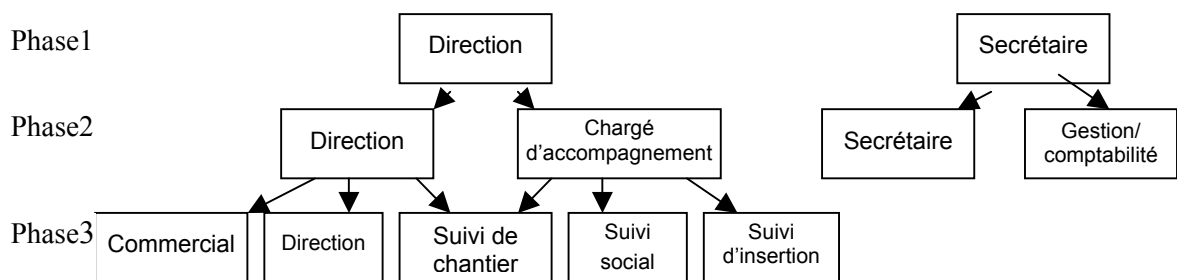 Phase1
Direction
Secrétaire
Phase2
Direction
Chargé
d'accompagnement
Secrétaire
Gestion/
comptabilité
Phase3
Commercial
Direction
Suivi de
chantier
Suivi
social
Suivi
d'insertion